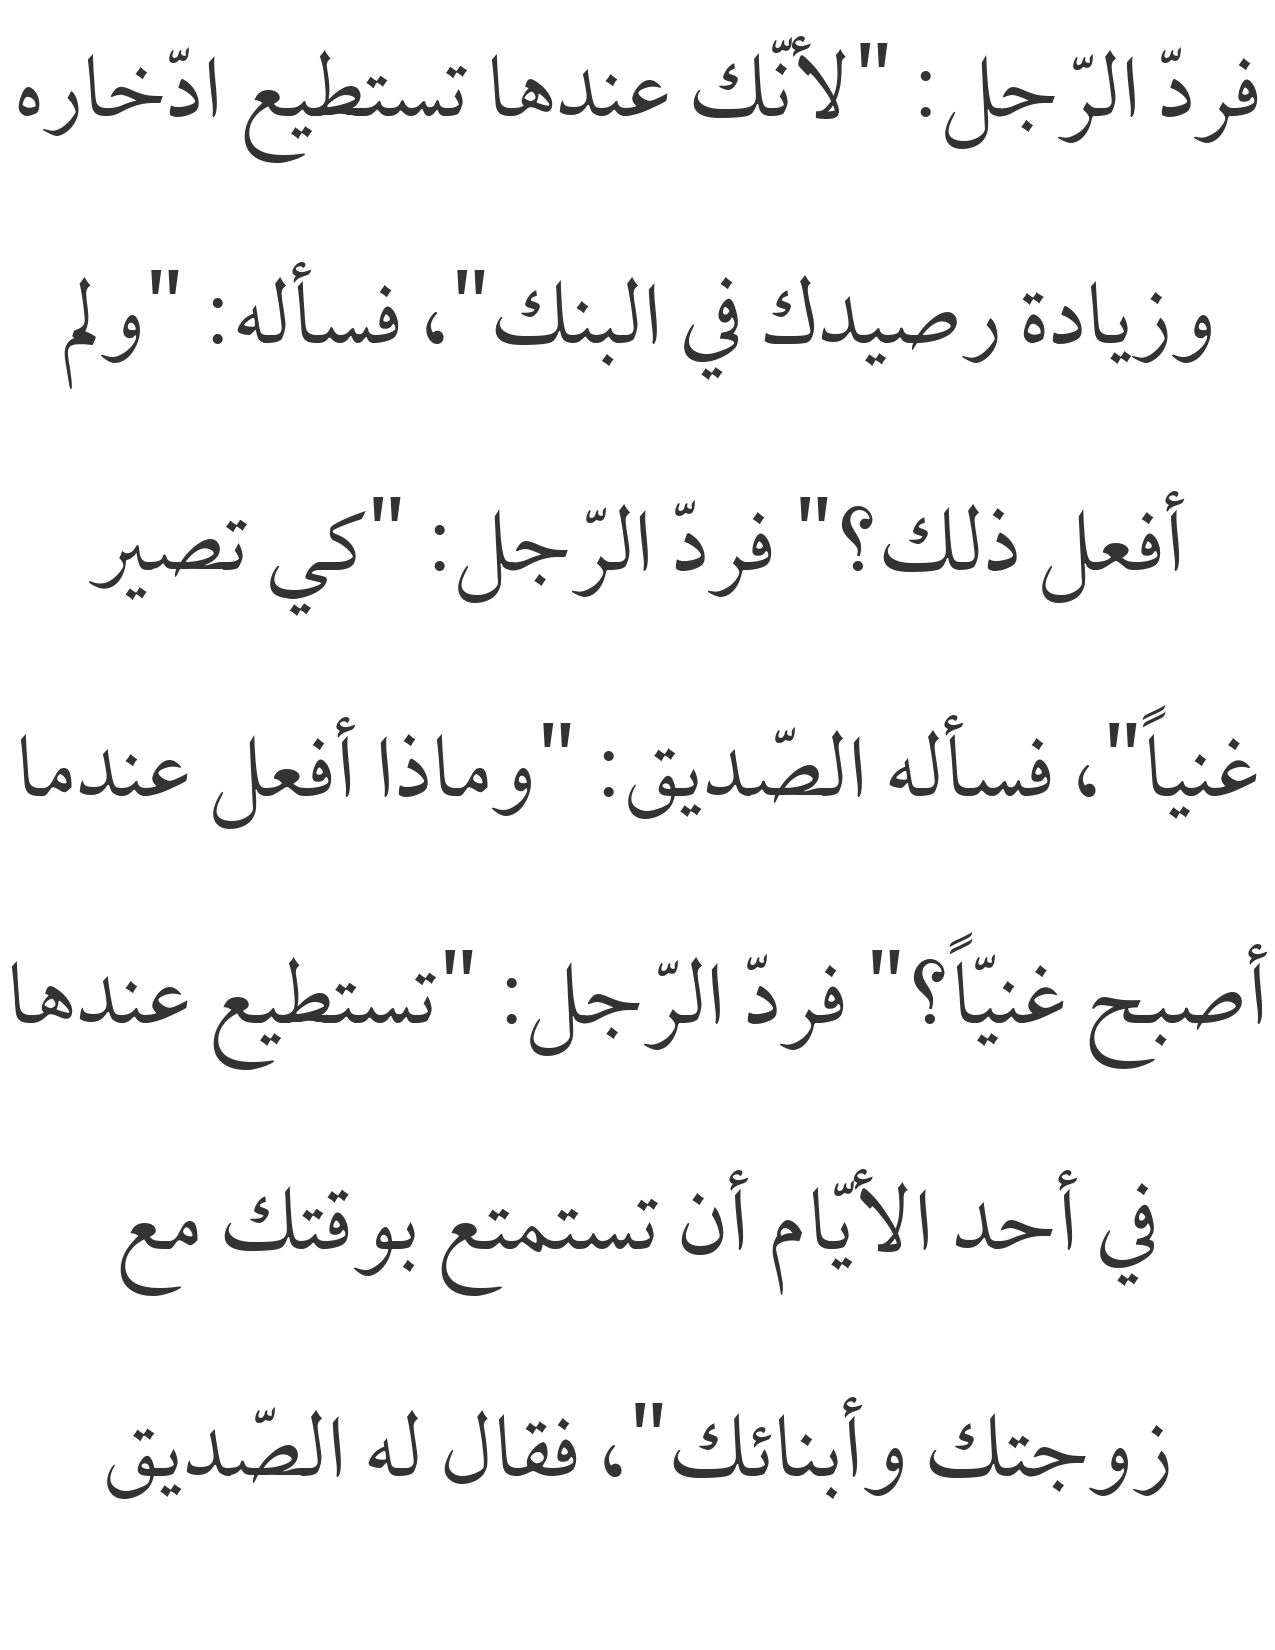 فردّ الرّجل: "لأنّك عندها تستطيع ادّخاره
وزيادة رصيدك في البنك"، فسأله: "ولم
أفعل ذلك؟" فردّ الرّجل: "كي تصير
غنياً"، فسأله الصّديق: "وماذا أفعل عندما
أصبح غنيّاً؟" فردّ الرّجل: "تستطيع عندها
في أحد الأيّام أن تستمتع بوقتك مع
زوجتك وأبنائك"، فقال له الصّديق